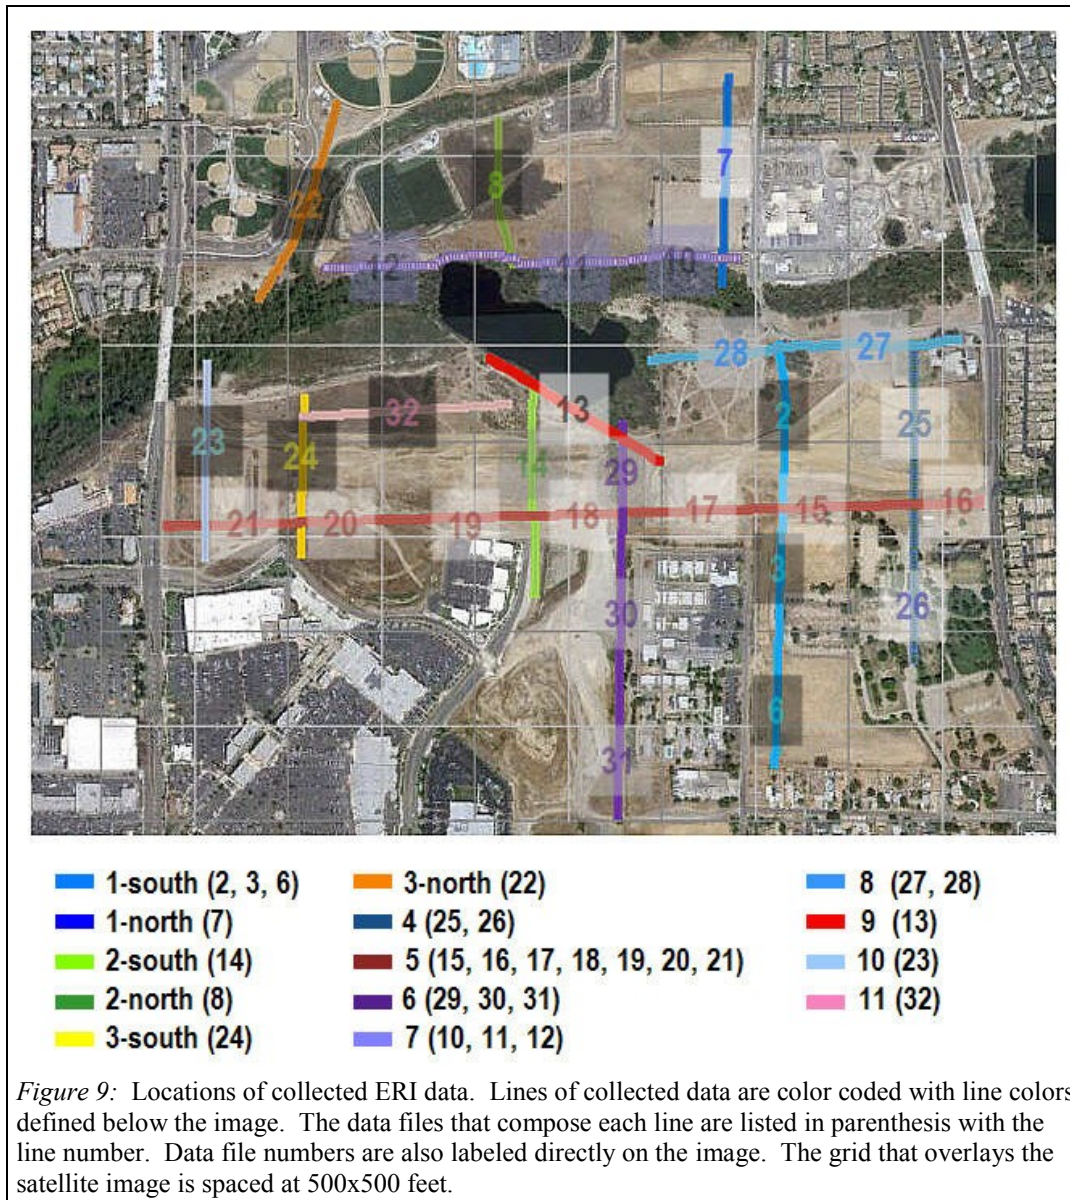 22
8
7
12
11
10
28
27
23
24
32
13
2
25
14
29
21
20
19
18
17
15
16
3
30
26
6
31
1-south (2, 3, 6)
1-north (7)
2-south (14)
2-north (8)
3-south (24)
3-north (22)
4 (25, 26)
5 (15, 16, 17, 18, 19, 20, 21)
6 (29, 30, 31)
7 (10, 11, 12)
8 (27, 28)
9 (13)
10 (23)
11 (32)
Figure 9: Locations of collected ERI data. Lines of collected data are color coded with line colors
defined below the image. The data files that compose each line are listed in parenthesis with the
line number. Data file numbers are also labeled directly on the image. The grid that overlays the
satellite image is spaced at 500x500 feet.